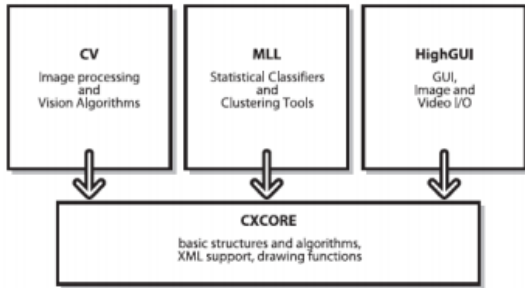 CV
Image processing
and
Vision Algorithms
MLL
Statistical Classifiers
and
Clustering Tools
HighGUI
GUI,
Image and
Video I/O
CXCORE
basic structures and algorithms,
XML support, drawing functions